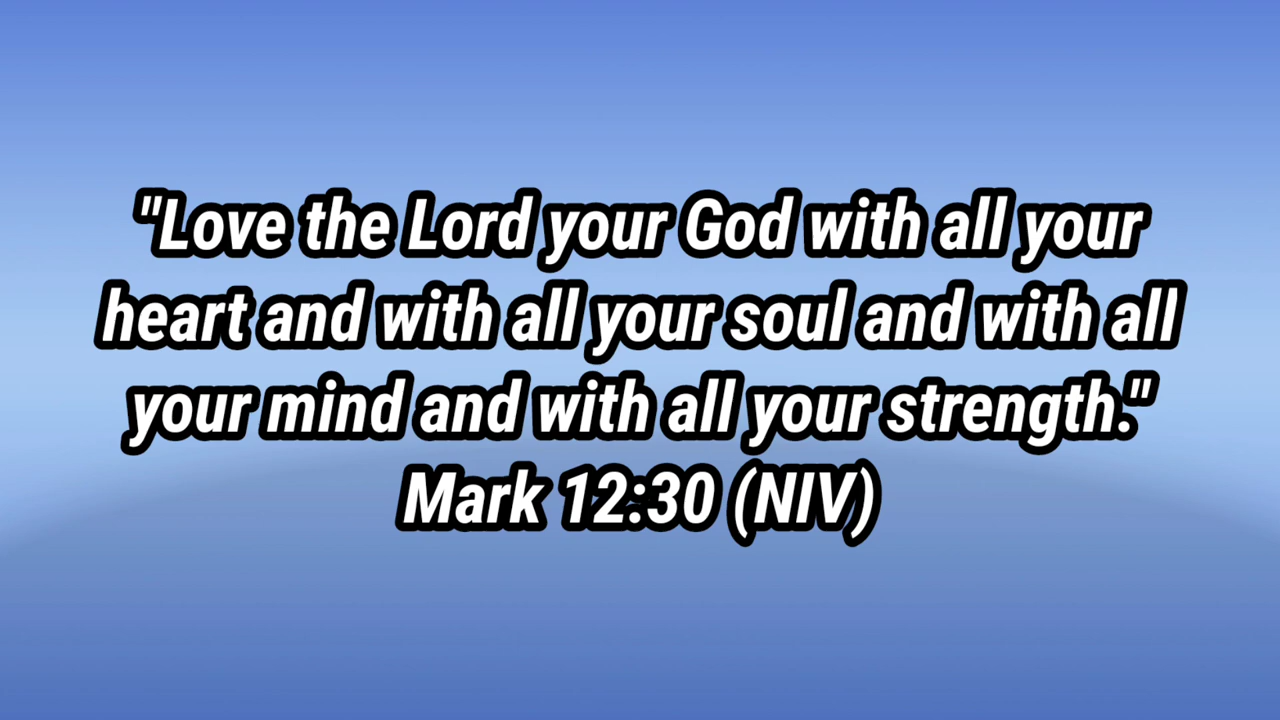 "Love the Lord your God with all your
heart and with all your soul and with all
your mind and with all your strength."
Mark 12:30 (NIV)